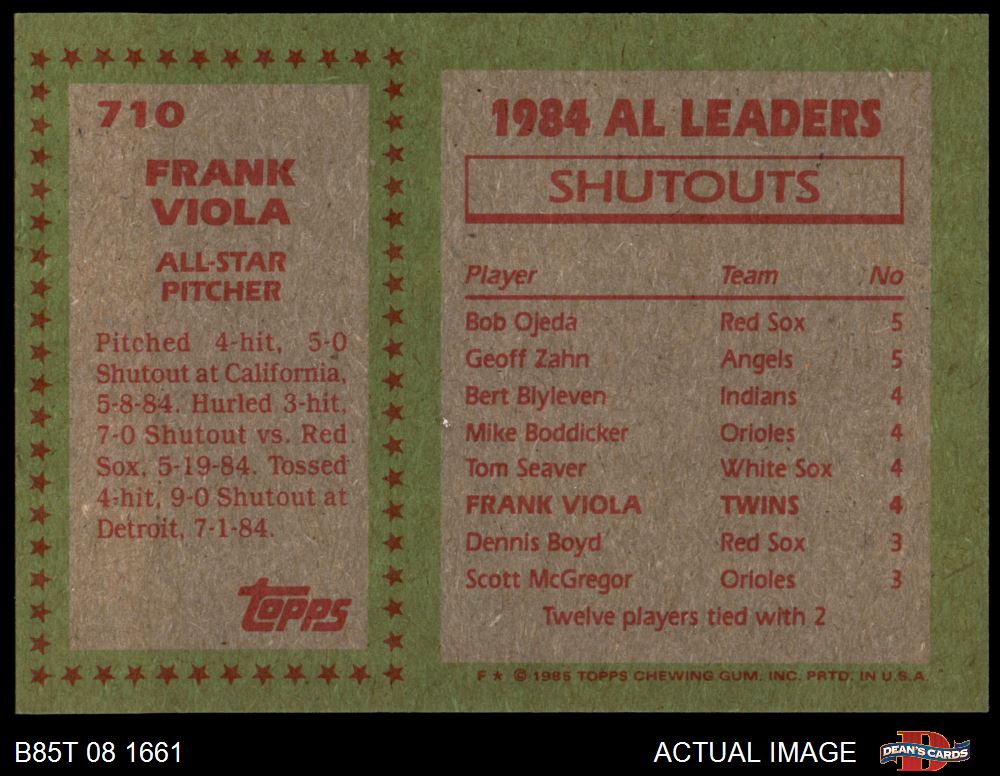 710
FRANK
VIOLA
ALL-STAR
PITCHER
Pitched 4-hit, 5-0
Shutout at California,
5-8-84. Hurled 3-hit,
7-0 Shutout vs. Red
Sox, 5-19-84. Tossed
4-hit, 9-0 Shutout at
Detroit, 7-1-84.
topps
1984 AL LEADERS
SHUTOUTS
Player Team No
Bob Ojeda Red Sox 5
Geoff Zahn Angels 5
Bert Blyleven Indians 4
Mike Boddicker Orioles 4
Tom Seaver White Sox 4
FRANK VIOLA TWINS 4
Dennis Boyd Red Sox 3
Scott McGregor Orioles 3
Twelve players tied with 2
F ★ © 1985 TOPPS CHEWING GUM, INC. PRTD. IN U.S.A.
B85T 08 1661
ACTUAL IMAGE
D
DEAN'S CARDS